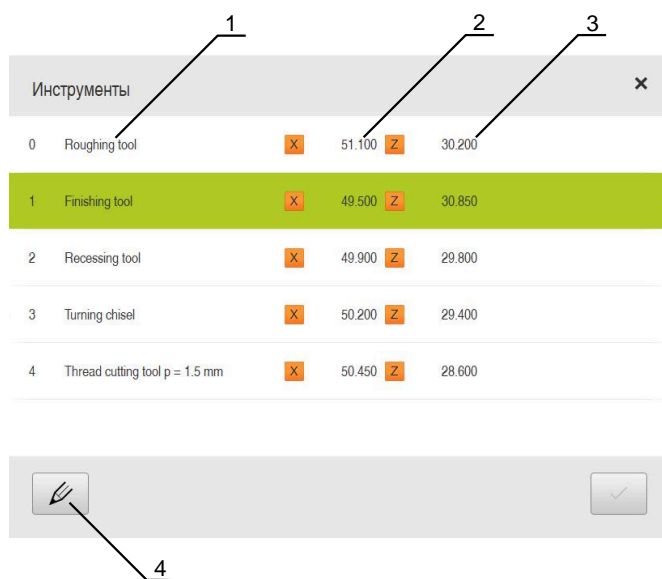 1 2 3
Инструменты ×
0 Roughing tool X 51.100 Z 30.200
1 Finishing tool X 49.500 Z 30.850
2 Recessing tool X 49.900 Z 29.800
3 Turning chisel X 50.200 Z 29.400
4 Thread cutting tool p = 1.5 mm X 50.450 Z 28.600
4